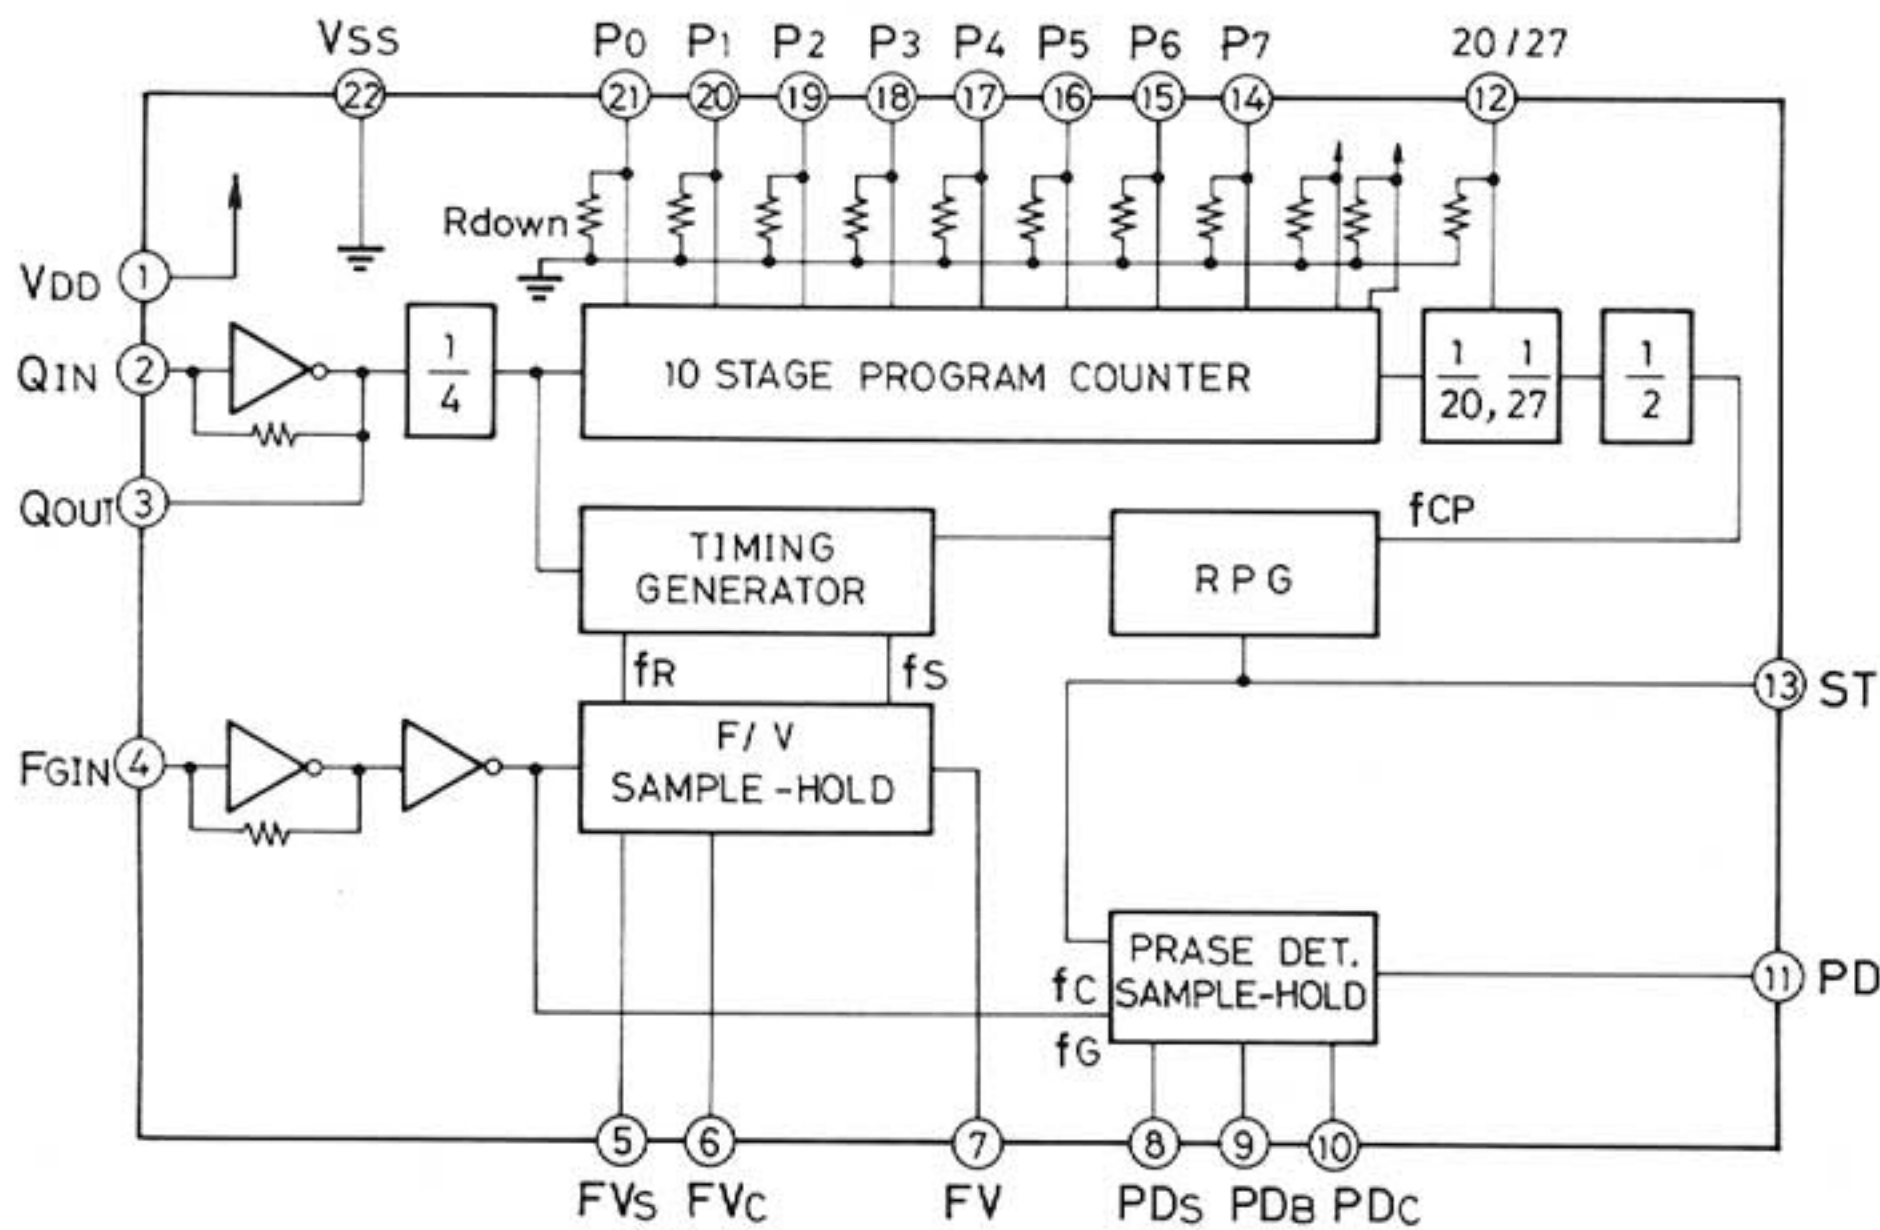 VSS P0 P1 P2 P3 P4 P5 P6 P7 20/27
22 21 20 19 18 17 16 15 14 12
Rdown
VDD 1
QIN 2
1
4
10 STAGE PROGRAM COUNTER
1 1
20, 27
1
2
QOUT 3
fCP
TIMING
GENERATOR
RPG
fR fS
13 ST
FGIN 4
F/V
SAMPLE-HOLD
PRASE DET.
SAMPLE-HOLD
fC
fG
11 PD
5 6 7 8 9 10
FVS FVC FV PDS PDB PDC